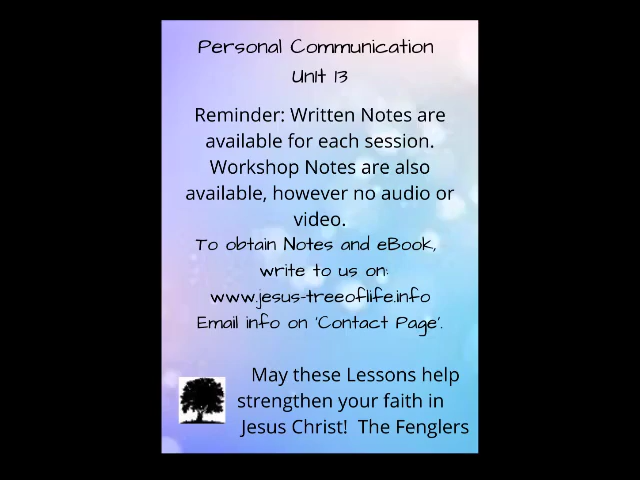 Personal Communication
Unit 13
Reminder: Written Notes are
available for each session.
Workshop Notes are also
available, however no audio or
video.
To obtain Notes and eBook,
write to us on:
www.jesus-treeoflife.info
Email info on 'Contact Page'.
May these Lessons help
strengthen your faith in
Jesus Christ! The Fenglers